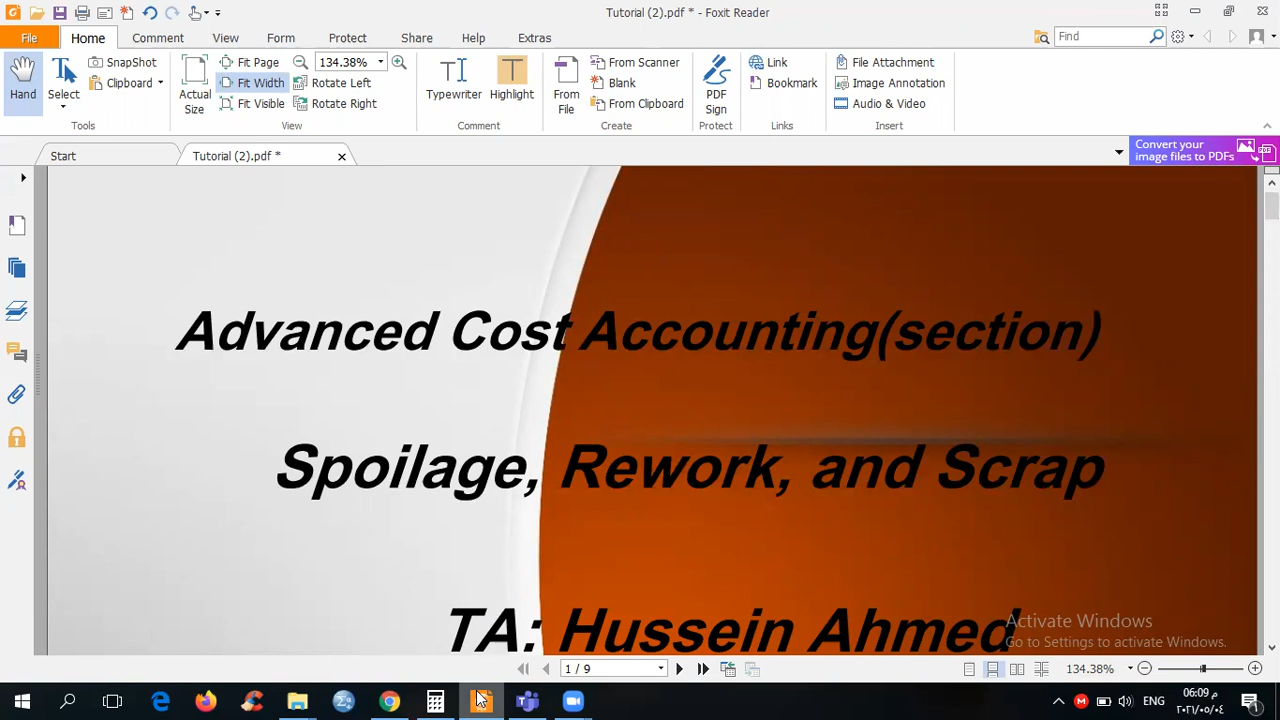 Tutorial (2).pdf * - Foxit Reader
File Home Comment View Form Protect Share Help Extras
Find
Hand
Select
SnapShot
Clipboard
Tools
Actual Size
Fit Page
Fit Width
Fit Visible
134.38%
Rotate Left
Rotate Right
View
Typewriter
Highlight
Comment
From File
From Scanner
Blank
From Clipboard
Create
PDF Sign
Protect
Link
Bookmark
Links
File Attachment
Image Annotation
Audio & Video
Insert
Start
Tutorial (2).pdf *
Convert your
image files to PDFs
Advanced Cost Accounting(section)
Spoilage, Rework, and Scrap
TA: Hussein Ahmed
Activate Windows
Go to Settings to activate Windows.
1 / 9
134.38%
ENG
06:09 م
٢٠٢١/٠٥/٠٤